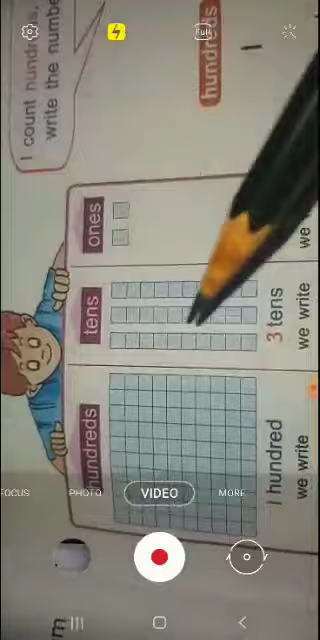 I count hundreds,
write the numbe
hundreds
hundreds tens ones
1 hundred 3 tens
we write we write we
Full
FOCUS PHOTO VIDEO MORE